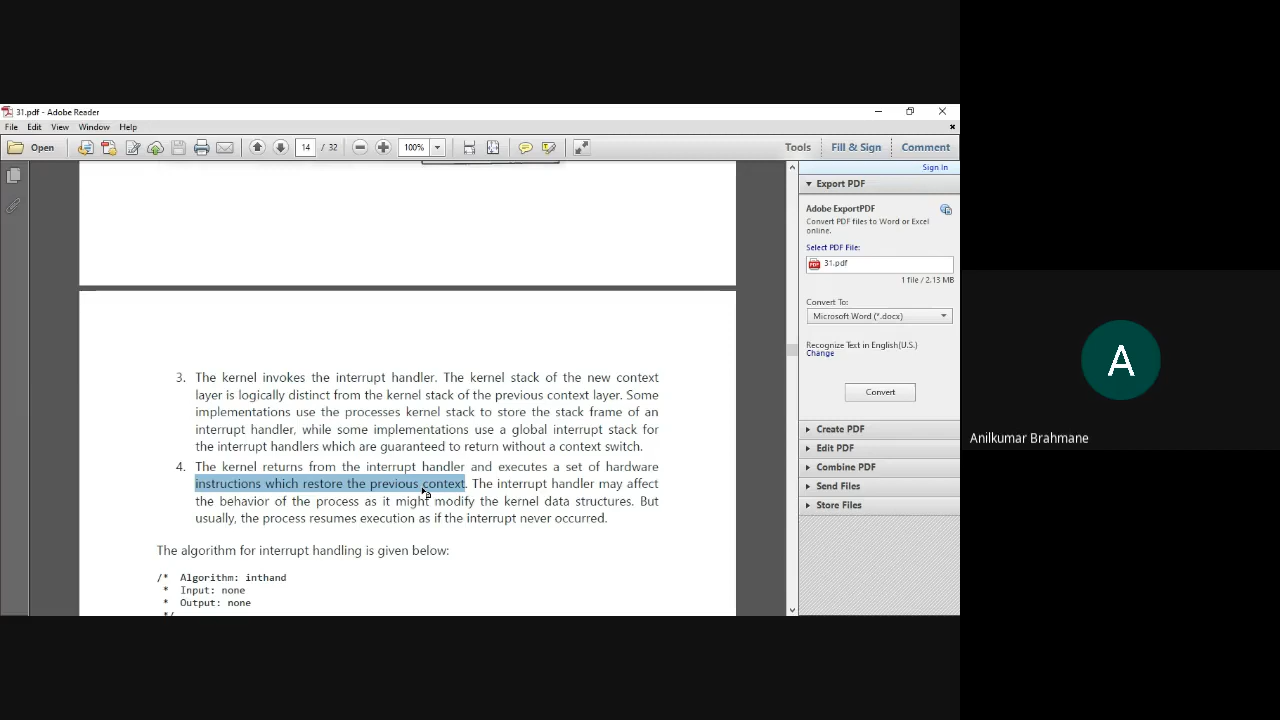 31.pdf - Adobe Reader
File Edit View Window Help
Open 14 / 32 100% Tools Fill & Sign Comment
Sign In
Export PDF
Adobe ExportPDF
Convert PDF files to Word or Excel
online.
Select PDF File:
31.pdf
1 file / 2.13 MB
Convert To:
Microsoft Word (*.docx)
Recognize Text in English(U.S.)
Change
Convert
Create PDF
Edit PDF
Combine PDF
Send Files
Store Files
3. The kernel invokes the interrupt handler. The kernel stack of the new context
layer is logically distinct from the kernel stack of the previous context layer. Some
implementations use the processes kernel stack to store the stack frame of an
interrupt handler, while some implementations use a global interrupt stack for
the interrupt handlers which are guaranteed to return without a context switch.
4. The kernel returns from the interrupt handler and executes a set of hardware
instructions which restore the previous context. The interrupt handler may affect
the behavior of the process as it might modify the kernel data structures. But
usually, the process resumes execution as if the interrupt never occurred.
The algorithm for interrupt handling is given below:
/* Algorithm: inthand
* Input: none
* Output: none
*/
A
Anilkumar Brahmane